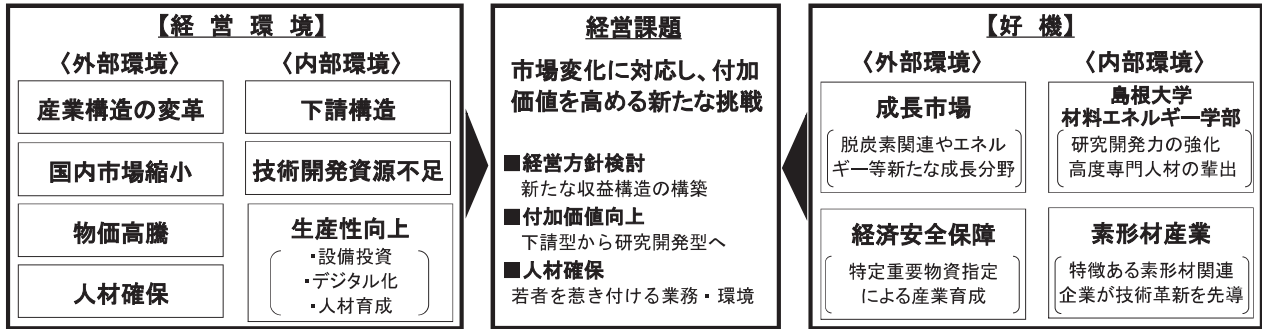 【経 営 環 境】
〈外部環境〉
産業構造の変革
国内市場縮小
物価高騰
人材確保
〈内部環境〉
下請構造
技術開発資源不足
生産性向上
・設備投資
・デジタル化
・人材育成
経営課題
市場変化に対応し、付加
価値を高める新たな挑戦
■経営方針検討
新たな収益構造の構築
■付加価値向上
下請型から研究開発型へ
■人材確保
若者を惹き付ける業務・環境
【好 機】
〈外部環境〉
成長市場
脱炭素関連やエネル
ギー等新たな成長分野
経済安全保障
特定重要物資指定
による産業育成
〈内部環境〉
島根大学
材料エネルギー学部
研究開発力の強化
高度専門人材の輩出
素形材産業
特徴ある素形材関連
企業が技術革新を先導